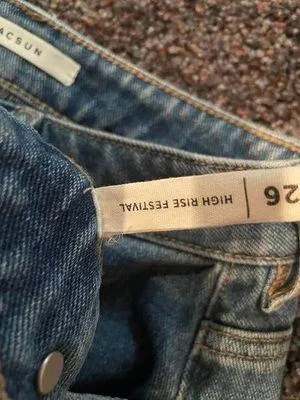 ACSUN
26 | HIGH RISE FESTIVAL